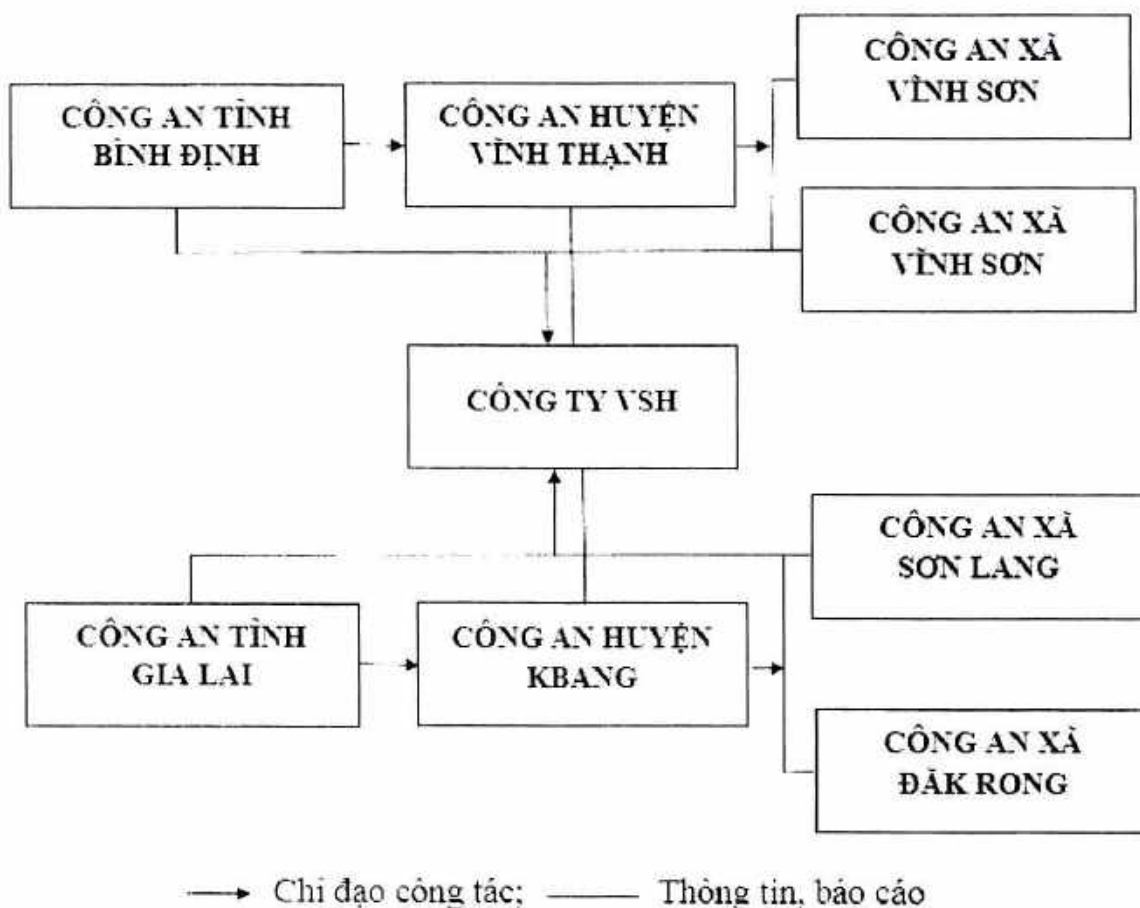 CÔNG AN XÃ
VĨNH SƠN
CÔNG AN TỈNH
BÌNH ĐỊNH
CÔNG AN HUYỆN
VĨNH THẠNH
CÔNG AN XÃ
VĨNH SƠN
CÔNG TY VSH
CÔNG AN XÃ
SƠN LANG
CÔNG AN TỈNH
GIA LAI
CÔNG AN HUYỆN
KBANG
CÔNG AN XÃ
ĐĂK RONG
Chỉ đạo công tác; Thông tin, báo cáo